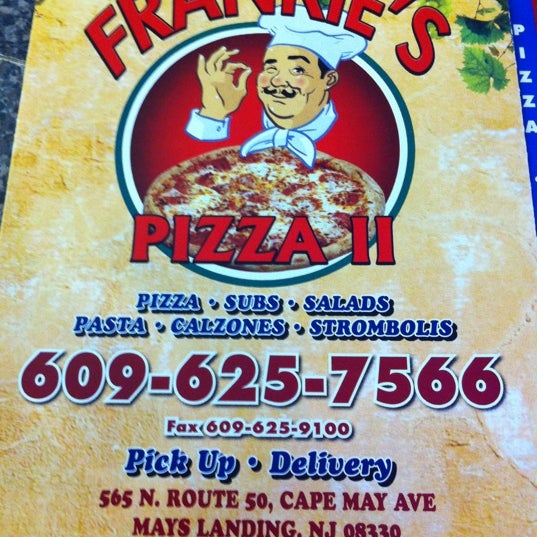 FRANKIE'S
PIZZA II
PIZZA • SUBS • SALADS
PASTA • CALZONES • STROMBOLIS
609-625-7566
Fax 609-625-9100
Pick Up • Delivery
565 N. ROUTE 50, CAPE MAY AVE
MAYS LANDING, NJ 08330
PIZZA